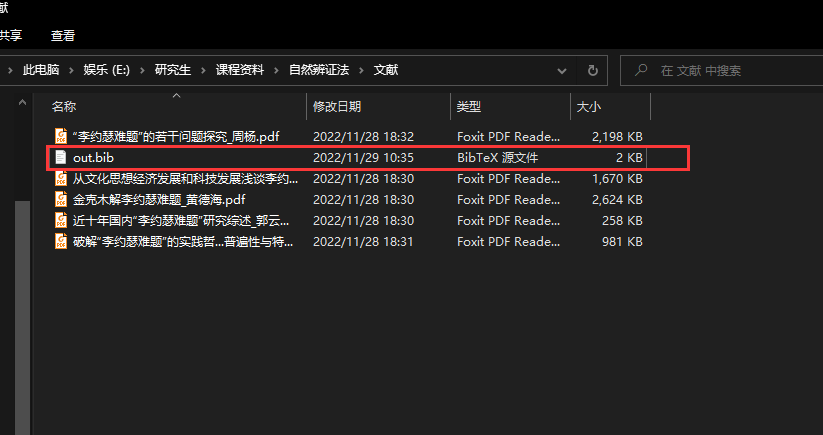 献
共享 查看
此电脑 娱乐 (E:) 研究生 课程资料 自然辨证法 文献 在 文献 中搜索
名称 修改日期 类型 大小
“李约瑟难题”的若干问题探究_周杨.pdf 2022/11/28 18:32 Foxit PDF Reade... 2,198 KB
out.bib 2022/11/29 10:35 BibTeX 源文件 2 KB
从文化思想经济发展和科技发展浅谈李约... 2022/11/28 18:30 Foxit PDF Reade... 1,670 KB
金克木解李约瑟难题_黄德海.pdf 2022/11/28 18:30 Foxit PDF Reade... 2,624 KB
近十年国内“李约瑟难题”研究综述_郭云... 2022/11/28 18:30 Foxit PDF Reade... 258 KB
破解“李约瑟难题”的实践哲...普遍性与特... 2022/11/28 18:31 Foxit PDF Reade... 981 KB